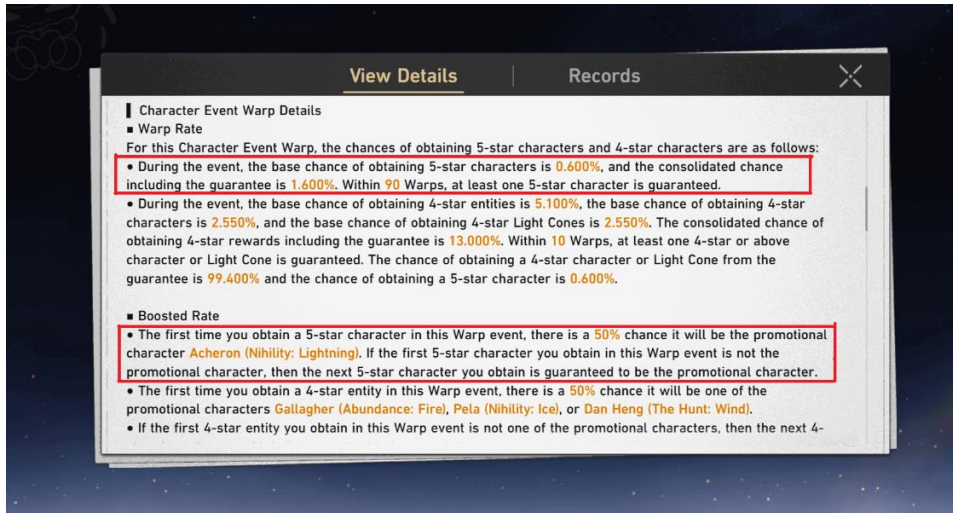 View Details
Records
Character Event Warp Details
▪ Warp Rate
For this Character Event Warp, the chances of obtaining 5-star characters and 4-star characters are as follows:
• During the event, the base chance of obtaining 5-star characters is 0.600%, and the consolidated chance
including the guarantee is 1.600%. Within 90 Warps, at least one 5-star character is guaranteed.
• During the event, the base chance of obtaining 4-star entities is 5.100%, the base chance of obtaining 4-star
characters is 2.550%, and the base chance of obtaining 4-star Light Cones is 2.550%. The consolidated chance of
obtaining 4-star rewards including the guarantee is 13.000%. Within 10 Warps, at least one 4-star or above
character or Light Cone is guaranteed. The chance of obtaining a 4-star character or Light Cone from the
guarantee is 99.400% and the chance of obtaining a 5-star character is 0.600%.
▪ Boosted Rate
• The first time you obtain a 5-star character in this Warp event, there is a 50% chance it will be the promotional
character Acheron (Nihility: Lightning). If the first 5-star character you obtain in this Warp event is not the
promotional character, then the next 5-star character you obtain is guaranteed to be the promotional character.
• The first time you obtain a 4-star entity in this Warp event, there is a 50% chance it will be one of the
promotional characters Gallagher (Abundance: Fire), Pela (Nihility: Ice), or Dan Heng (The Hunt: Wind).
• If the first 4-star entity you obtain in this Warp event is not one of the promotional characters, then the next 4-